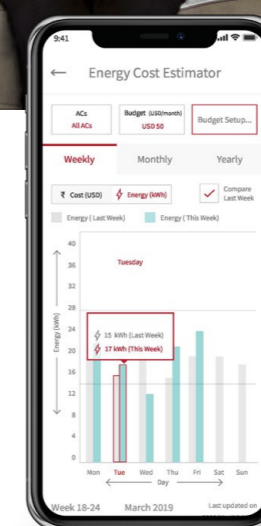 9:41
Energy Cost Estimator
ACs
All ACs
Budget (USD/month)
USD 50
Budget Setup...
Weekly Monthly Yearly
₹ Cost (USD) Energy (kWh)
Compare
Last Week
Energy ( Last Week) Energy ( This Week)
Energy (kWh)
40
36
32
28
24
20
16
12
8
4
0
Tuesday
15 kWh (Last Week)
17 kWh (This Week)
Mon Tue Wed Thu Fri Sat Sun
Day
Week 18-24 March 2019 Last updated on